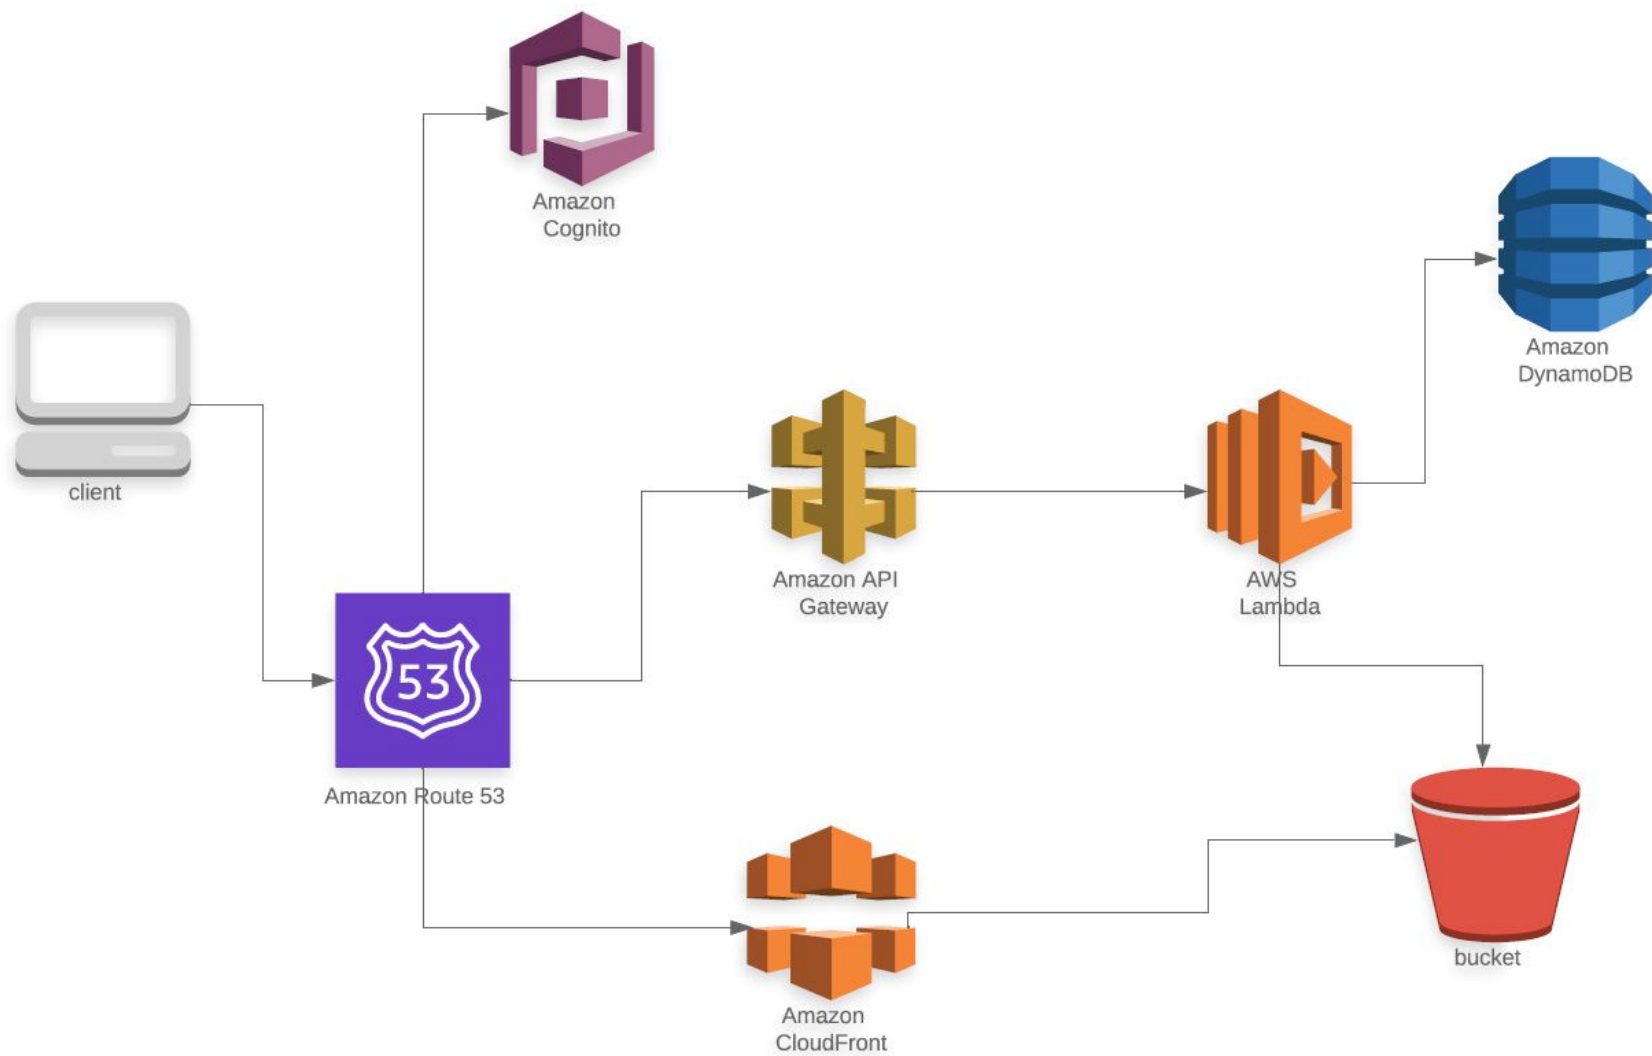 Amazon
Cognito
Amazon
DynamoDB
client
Amazon API
Gateway
AWS
Lambda
53
Amazon Route 53
bucket
Amazon
CloudFront